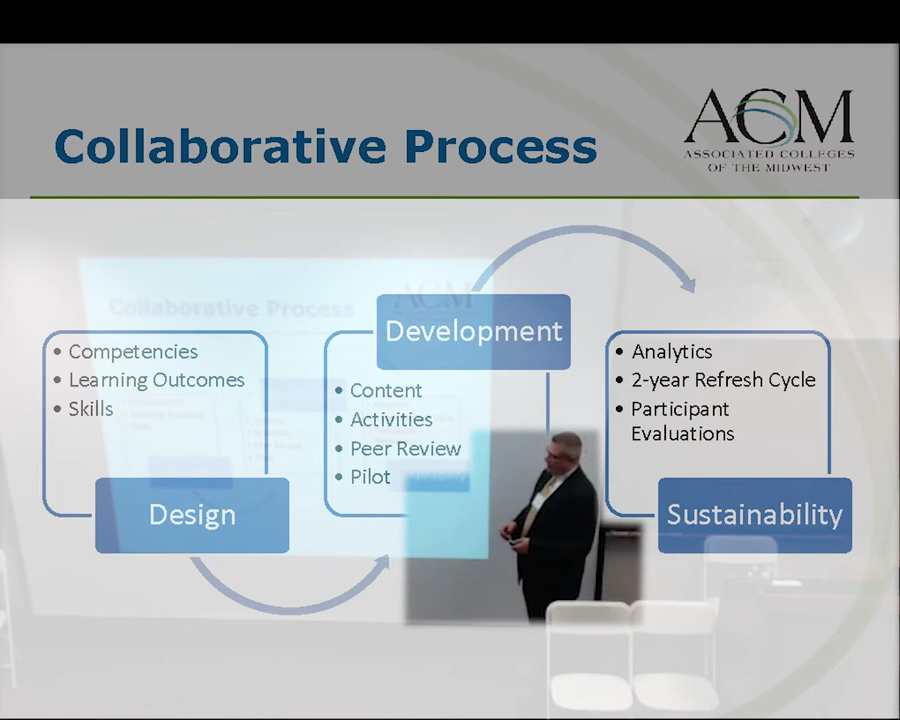 Collaborative Process
ACM
ASSOCIATED COLLEGES
OF THE MIDWEST
• Competencies
• Learning Outcomes
• Skills
Design
Development
• Content
• Activities
• Peer Review
• Pilot
• Analytics
• 2-year Refresh Cycle
• Participant
Evaluations
Sustainability
Collaborative Process
ACM